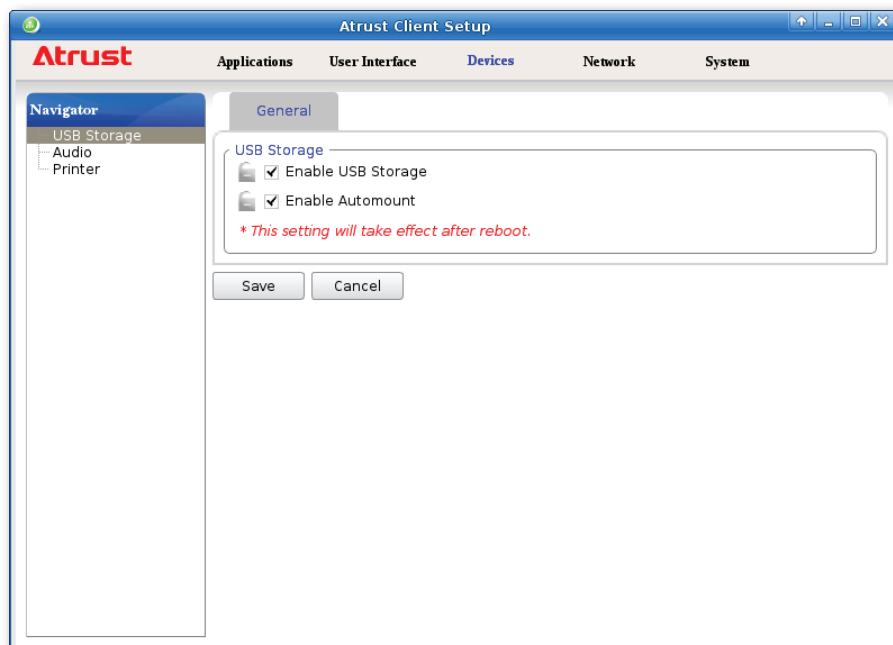 Atrust Client Setup
Atrust
Applications User Interface Devices Network System
Navigator
USB Storage
Audio
Printer
General
USB Storage
Enable USB Storage
Enable Automount
* This setting will take effect after reboot.
Save Cancel